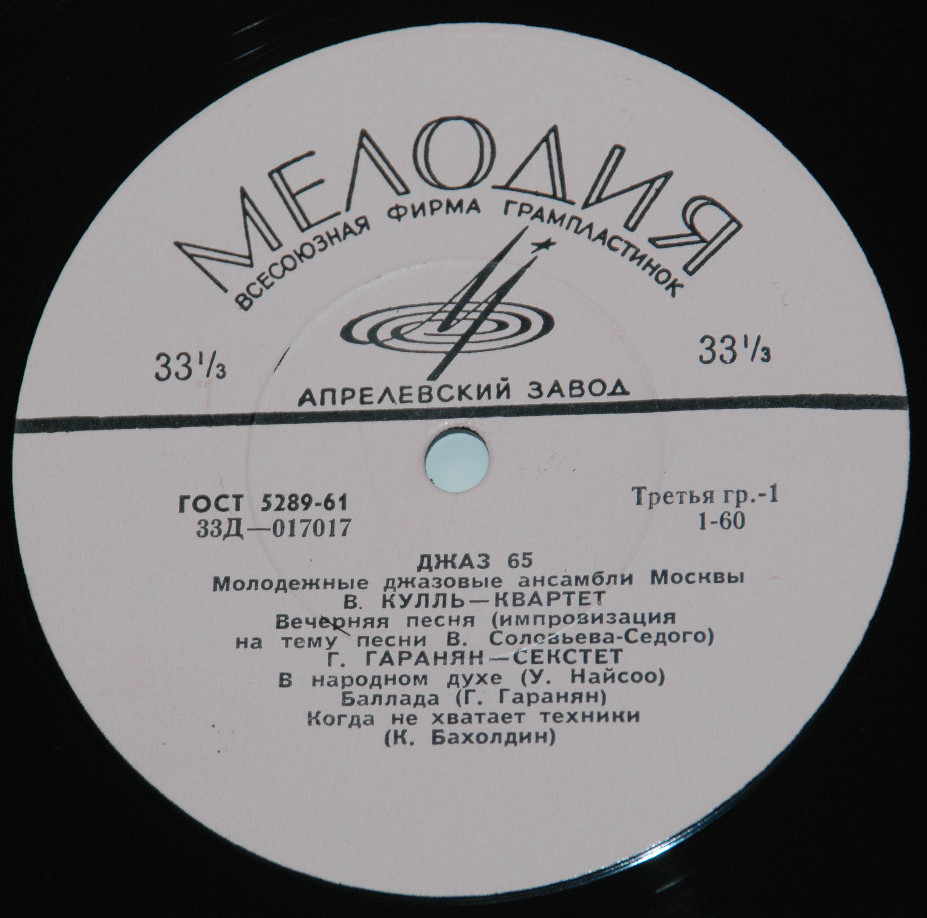 МЕЛОДИЯ
ВСЕСОЮЗНАЯ ФИРМА ГРАМПЛАСТИНОК
33⅓ 33⅓
АПРЕЛЕВСКИЙ ЗАВОД
ГОСТ 5289-61 Третья гр.-1
33Д—017017 1-60
ДЖАЗ 65
Молодежные джазовые ансамбли Москвы
В. КУЛЛЬ—КВАРТЕТ
Вечерняя песня (импровизация
на тему песни В. Соловьева-Седого)
Г. ГАРАНЯН—СЕКСТЕТ
В народном духе (У. Найсоо)
Баллада (Г. Гаранян)
Когда не хватает техники
(К. Бахолдин)